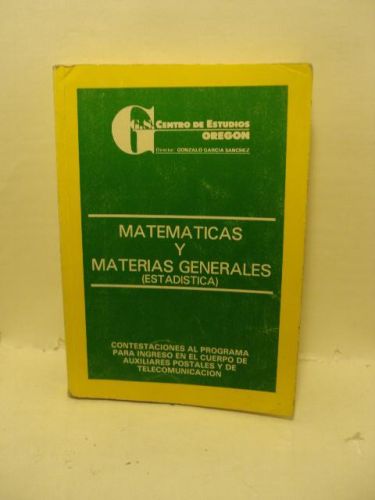 CENTRO DE ESTUDIOS
OREGON
Director GONZALO GARCIA SANCHEZ
MATEMATICAS
Y
MATERIAS GENERALES
(ESTADISTICA)
CONTESTACIONES AL PROGRAMA
PARA INGRESO EN EL CUERPO DE
AUXILIARES POSTALES Y DE
TELECOMUNICACION